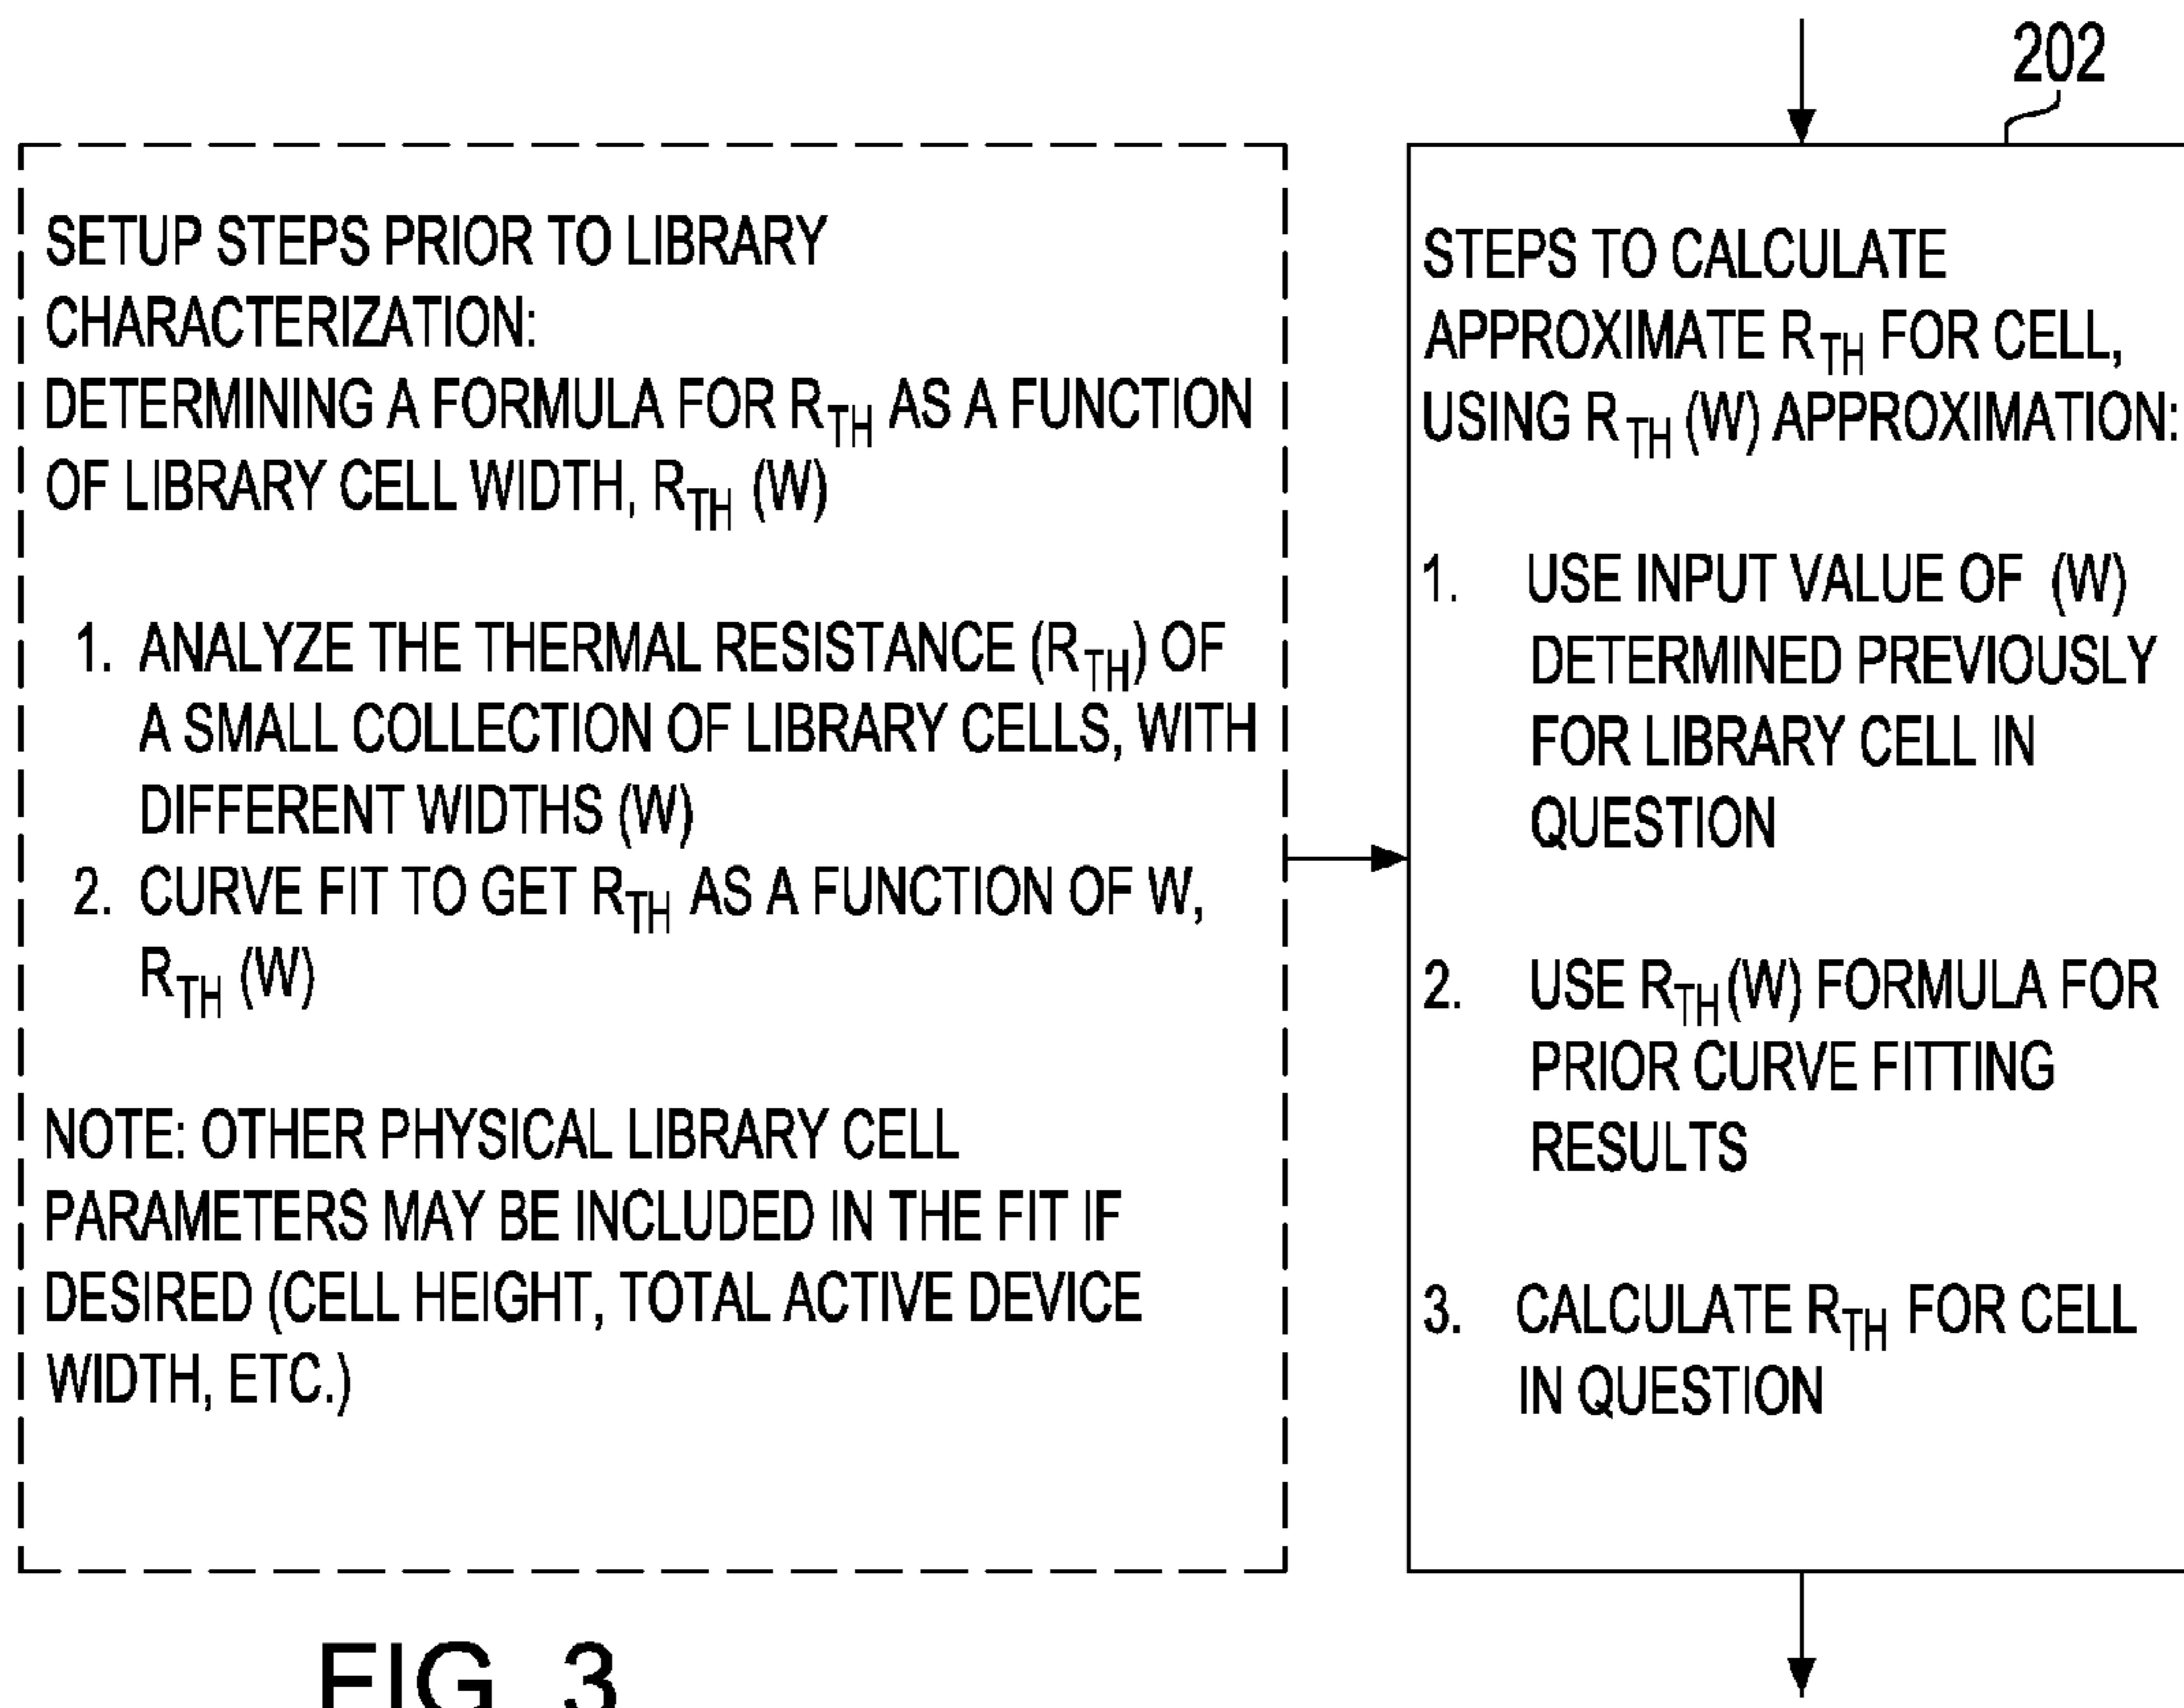 202
SETUP STEPS PRIOR TO LIBRARY
CHARACTERIZATION:
DETERMINING A FORMULA FOR RTH AS A FUNCTION
OF LIBRARY CELL WIDTH, RTH (W)
1. ANALYZE THE THERMAL RESISTANCE (RTH) OF
A SMALL COLLECTION OF LIBRARY CELLS, WITH
DIFFERENT WIDTHS (W)
2. CURVE FIT TO GET RTH AS A FUNCTION OF W,
RTH (W)
NOTE: OTHER PHYSICAL LIBRARY CELL
PARAMETERS MAY BE INCLUDED IN THE FIT IF
DESIRED (CELL HEIGHT, TOTAL ACTIVE DEVICE
WIDTH, ETC.)
STEPS TO CALCULATE
APPROXIMATE RTH FOR CELL,
USING RTH (W) APPROXIMATION:
1. USE INPUT VALUE OF (W)
DETERMINED PREVIOUSLY
FOR LIBRARY CELL IN
QUESTION
2. USE RTH(W) FORMULA FOR
PRIOR CURVE FITTING
RESULTS
3. CALCULATE RTH FOR CELL
IN QUESTION
FIG. 3